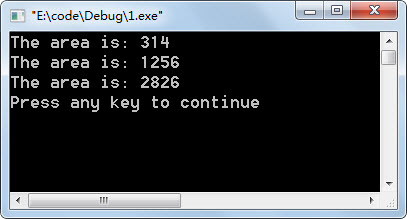 "E:\code\Debug\1.exe"
The area is: 314
The area is: 1256
The area is: 2826
Press any key to continue